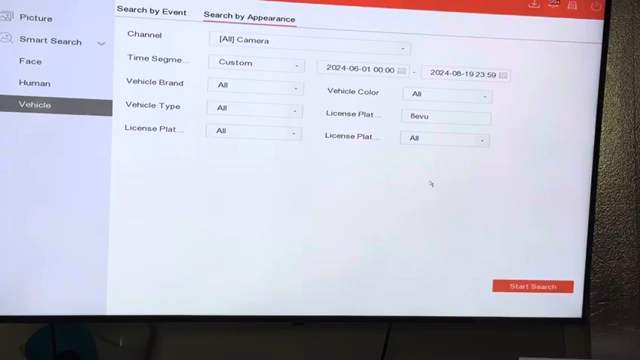 Picture
Smart Search
Face
Human
Vehicle
Search by Event Search by Appearance
Channel [All] Camera
Time Segme... Custom 2024-06-01 00:00 - 2024-08-19 23:59
Vehicle Brand All Vehicle Color All
Vehicle Type All License Plat... 6evu
License Plat... All License Plat... All
Start Search